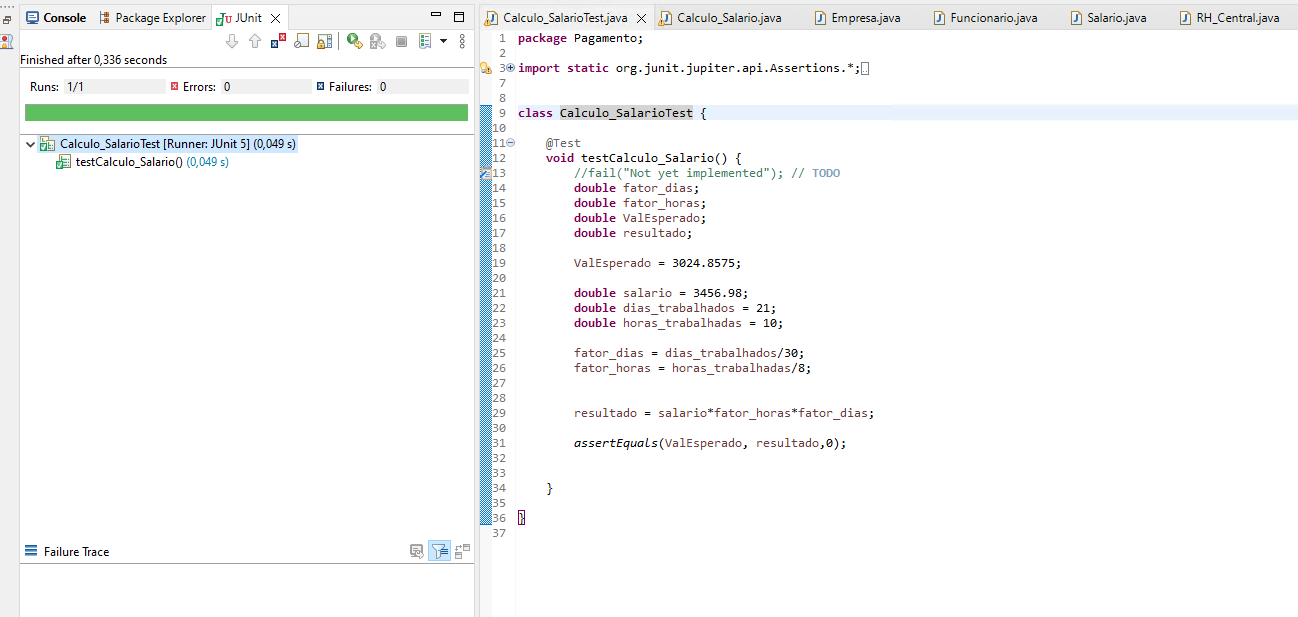 Console Package Explorer JUnit
Finished after 0,336 seconds
Runs: 1/1 Errors: 0 Failures: 0
Calculo_SalarioTest [Runner: JUnit 5] (0,049 s)
testCalculo_Salario() (0,049 s)
Failure Trace
Calculo_SalarioTest.java Calculo_Salario.java Empresa.java Funcionario.java Salario.java RH_Central.java
1 package Pagamento;
2
3 import static org.junit.jupiter.api.Assertions.*;
7
8
9 class Calculo_SalarioTest {
10
11 @Test
12 void testCalculo_Salario() {
13 //fail("Not yet implemented"); // TODO
14 double fator_dias;
15 double fator_horas;
16 double ValEsperado;
17 double resultado;
18
19 ValEsperado = 3024.8575;
20
21 double salario = 3456.98;
22 double dias_trabalhados = 21;
23 double horas_trabalhadas = 10;
24
25 fator_dias = dias_trabalhados/30;
26 fator_horas = horas_trabalhadas/8;
27
28
29 resultado = salario*fator_horas*fator_dias;
30
31 assertEquals(ValEsperado, resultado,0);
32
33
34 }
35
36 }
37